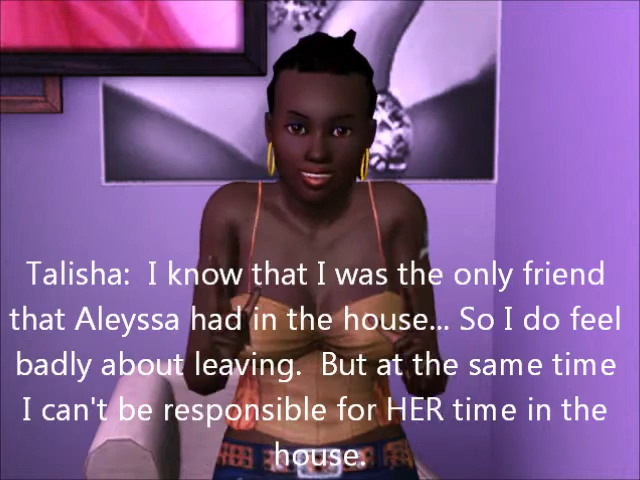 Talisha:  I know that I was the only friend
that Aleyssa had in the house... So I do feel
badly about leaving.  But at the same time
I can't be responsible for HER time in the
house.